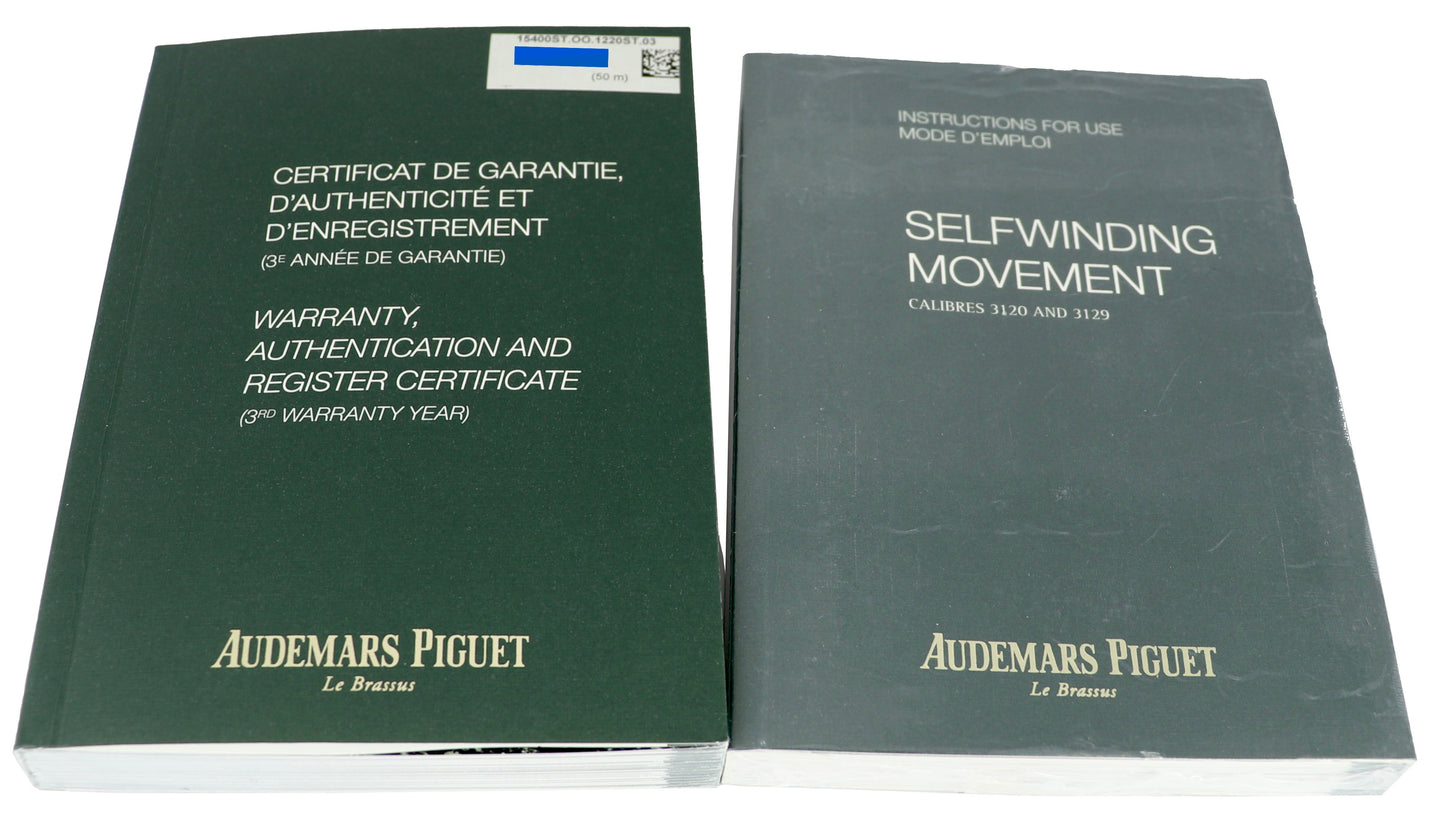 15400ST.OO.1220ST.03
(50 m)
CERTIFICAT DE GARANTIE,
D'AUTHENTICITÉ ET
D'ENREGISTREMENT
(3E ANNÉE DE GARANTIE)
WARRANTY,
AUTHENTICATION AND
REGISTER CERTIFICATE
(3RD WARRANTY YEAR)
AUDEMARS PIGUET
Le Brassus
INSTRUCTIONS FOR USE
MODE D'EMPLOI
SELFWINDING
MOVEMENT
CALIBRES 3120 AND 3129
AUDEMARS PIGUET
Le Brassus